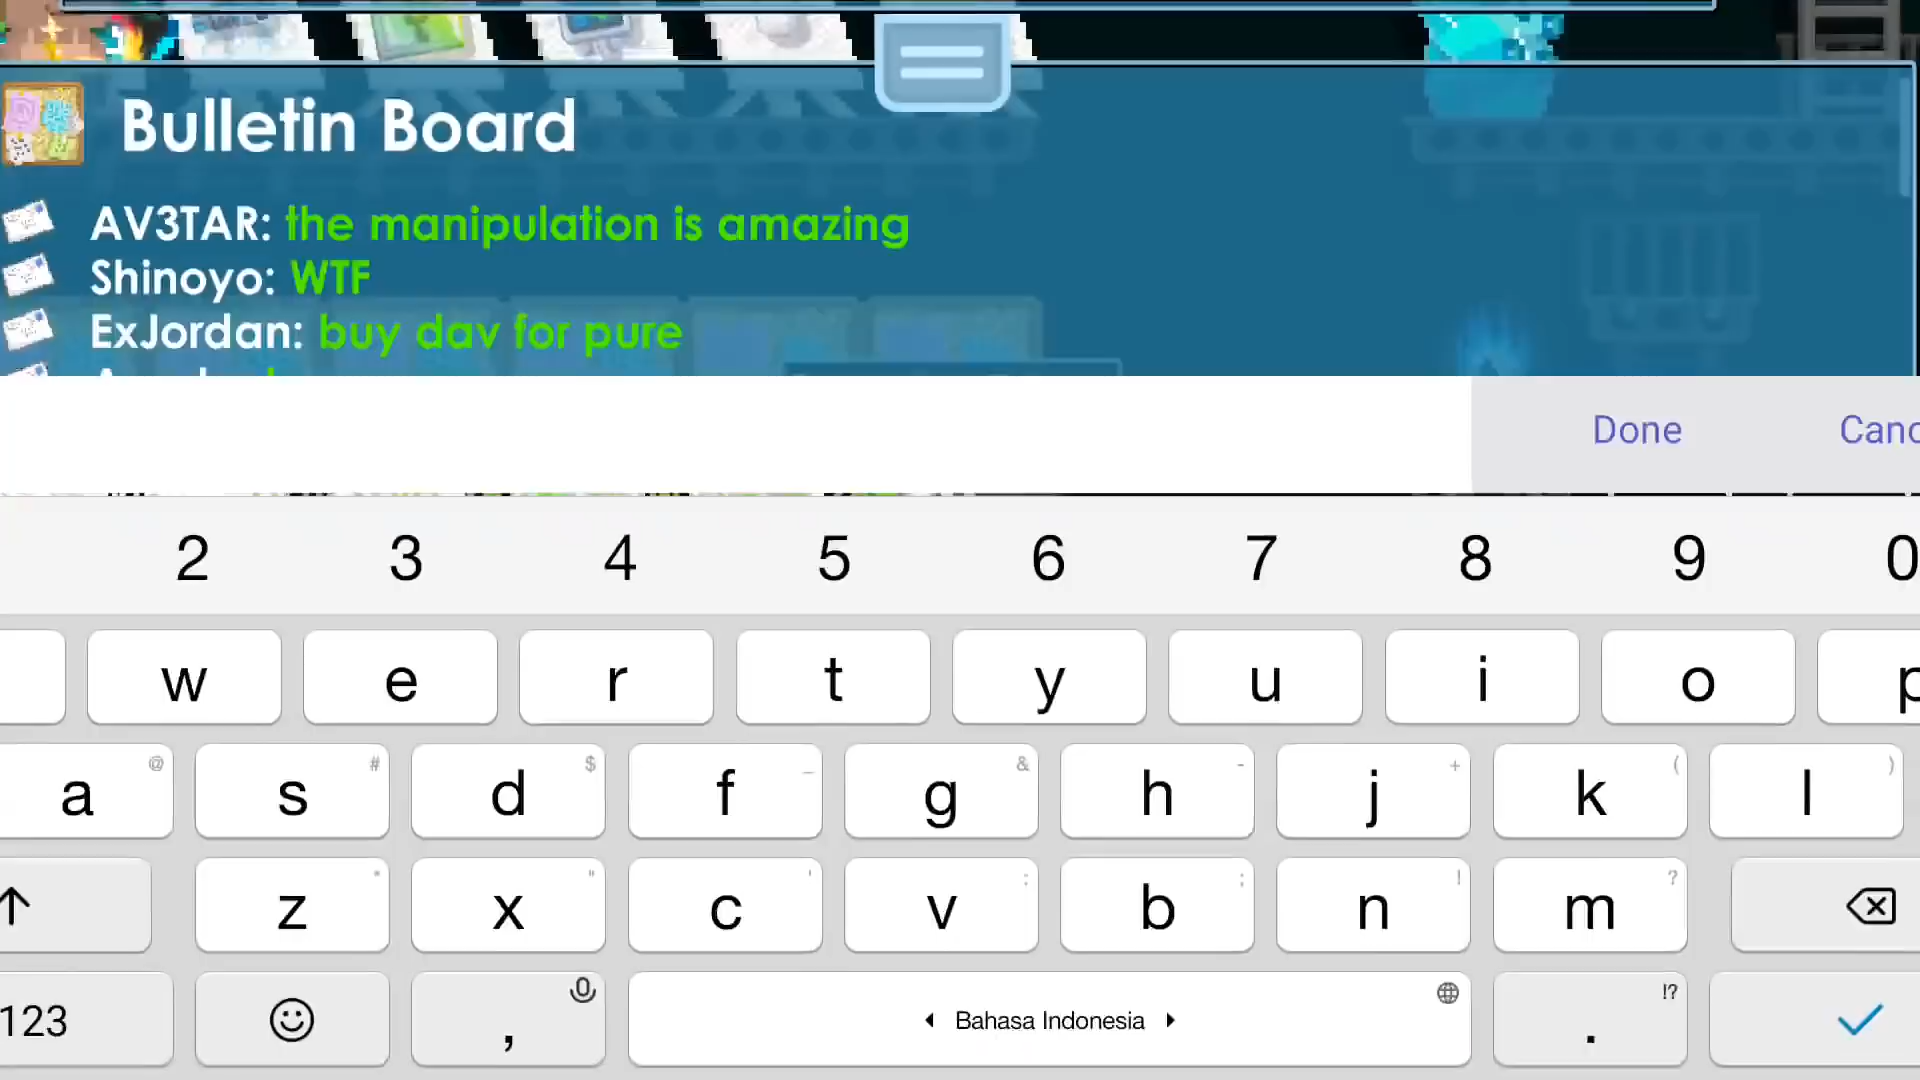 Bulletin Board
AV3TAR: the manipulation is amazing
Shinoyo: WTF
ExJordan: buy dav for pure
Done
2 3 4 5 6 7 8 9 0
w e r t y u i o p
a @ s # d $ f _ g & h - j + k ( l )
z * x " c ' v : b ; n ! m ?
123 , Bahasa Indonesia . !?